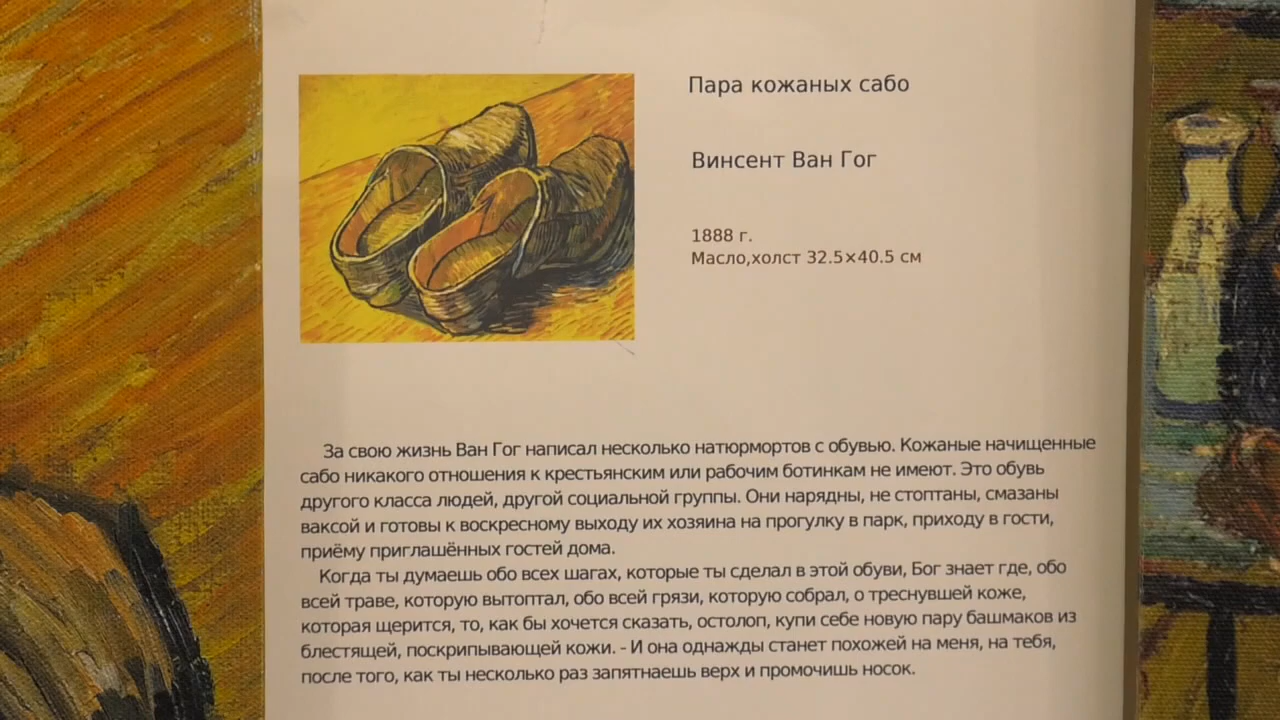 Пара кожаных сабо
Винсент Ван Гог
1888 г.
Масло,холст 32.5×40.5 см
За свою жизнь Ван Гог написал несколько натюрмортов с обувью. Кожаные начищенные
сабо никакого отношения к крестьянским или рабочим ботинкам не имеют. Это обувь
другого класса людей, другой социальной группы. Они нарядны, не стоптаны, смазаны
ваксой и готовы к воскресному выходу их хозяина на прогулку в парк, приходу в гости,
приёму приглашённых гостей дома.
Когда ты думаешь обо всех шагах, которые ты сделал в этой обуви, Бог знает где, обо
всей траве, которую вытоптал, обо всей грязи, которую собрал, о треснувшей коже,
которая щерится, то, как бы хочется сказать, остолоп, купи себе новую пару башмаков из
блестящей, поскрипывающей кожи. - И она однажды станет похожей на меня, на тебя,
после того, как ты несколько раз запятнаешь верх и промочишь носок.